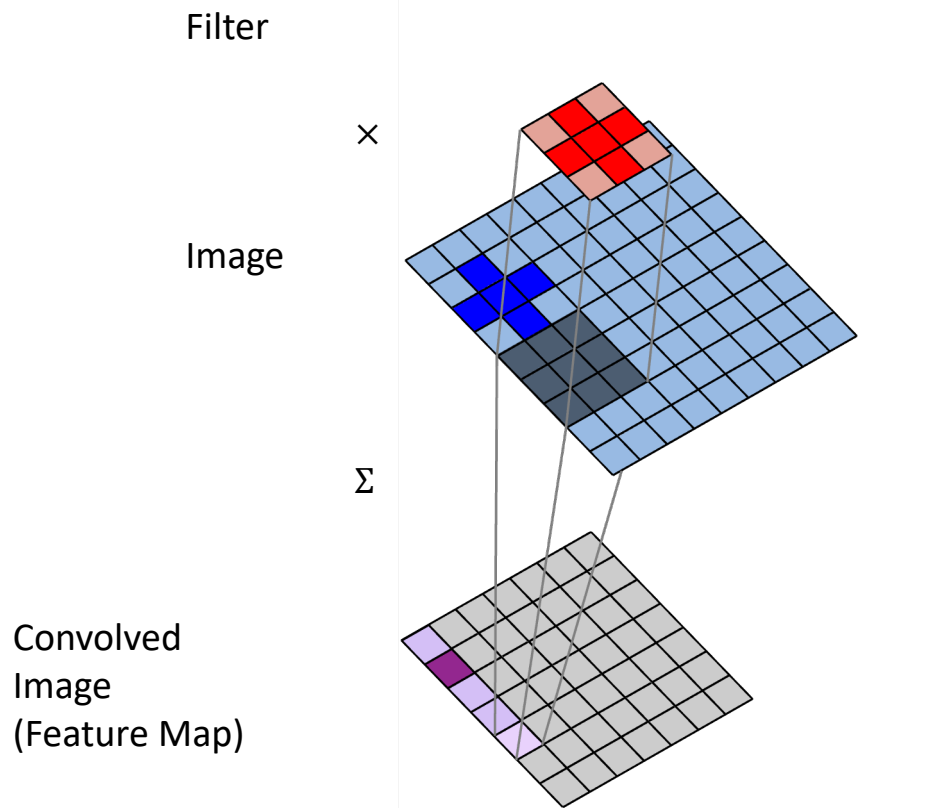 Filter
×
Image
Σ
Convolved
Image
(Feature Map)